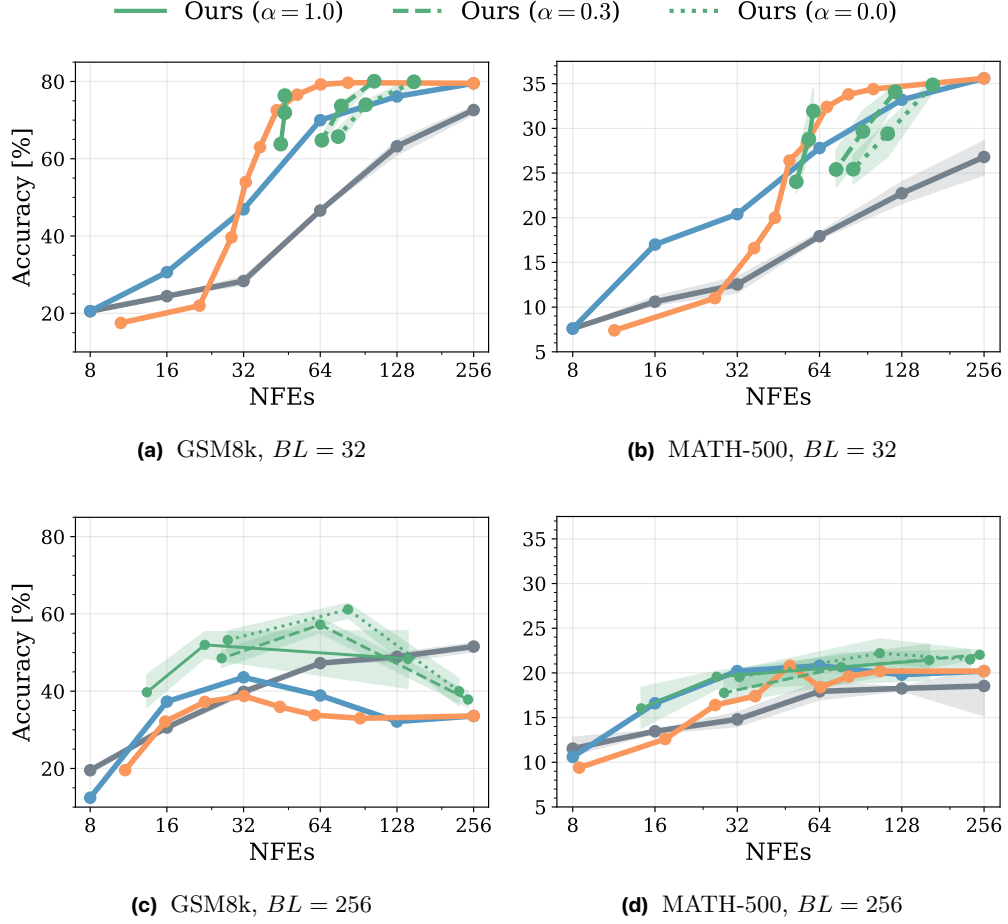 Ours (α = 1.0) Ours (α = 0.3) Ours (α = 0.0)
Accuracy [%]
80
60
40
20
8 16 32 64 128 256
NFEs
(a) GSM8k, BL = 32
35
30
25
20
15
10
5
8 16 32 64 128 256
NFEs
(b) MATH-500, BL = 32
Accuracy [%]
80
60
40
20
8 16 32 64 128 256
NFEs
(c) GSM8k, BL = 256
35
30
25
20
15
10
5
8 16 32 64 128 256
NFEs
(d) MATH-500, BL = 256